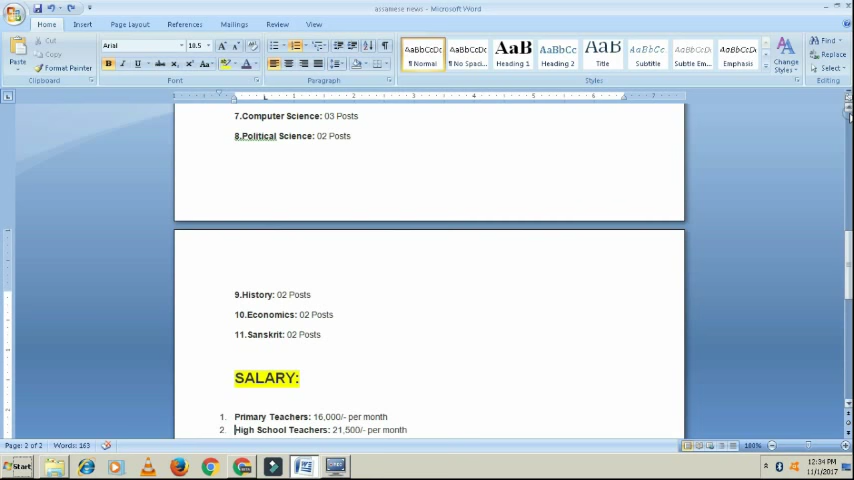 assamese news - Microsoft Word
Home Insert Page Layout References Mailings Review View
Cut
Copy
Format Painter
Paste
Arial 10.5
AaBbCcDc AaBbCcDc AaB AaBbCc AaB AaBbCc AaBbCcDi AaBbCcDi
¶ Normal ¶ No Spaci... Heading 1 Heading 2 Title Subtitle Subtle Em... Emphasis
Change Styles
Find
Replace
Select
Clipboard Font Paragraph Styles Editing
7.Computer Science: 03 Posts
8.Political Science: 02 Posts
9.History: 02 Posts
10.Economics: 02 Posts
11.Sanskrit: 02 Posts
SALARY:
1. Primary Teachers: 16,000/- per month
2. High School Teachers: 21,500/- per month
Page: 2 of 2 Words: 163 100%
Start
12:34 PM
11/1/2017